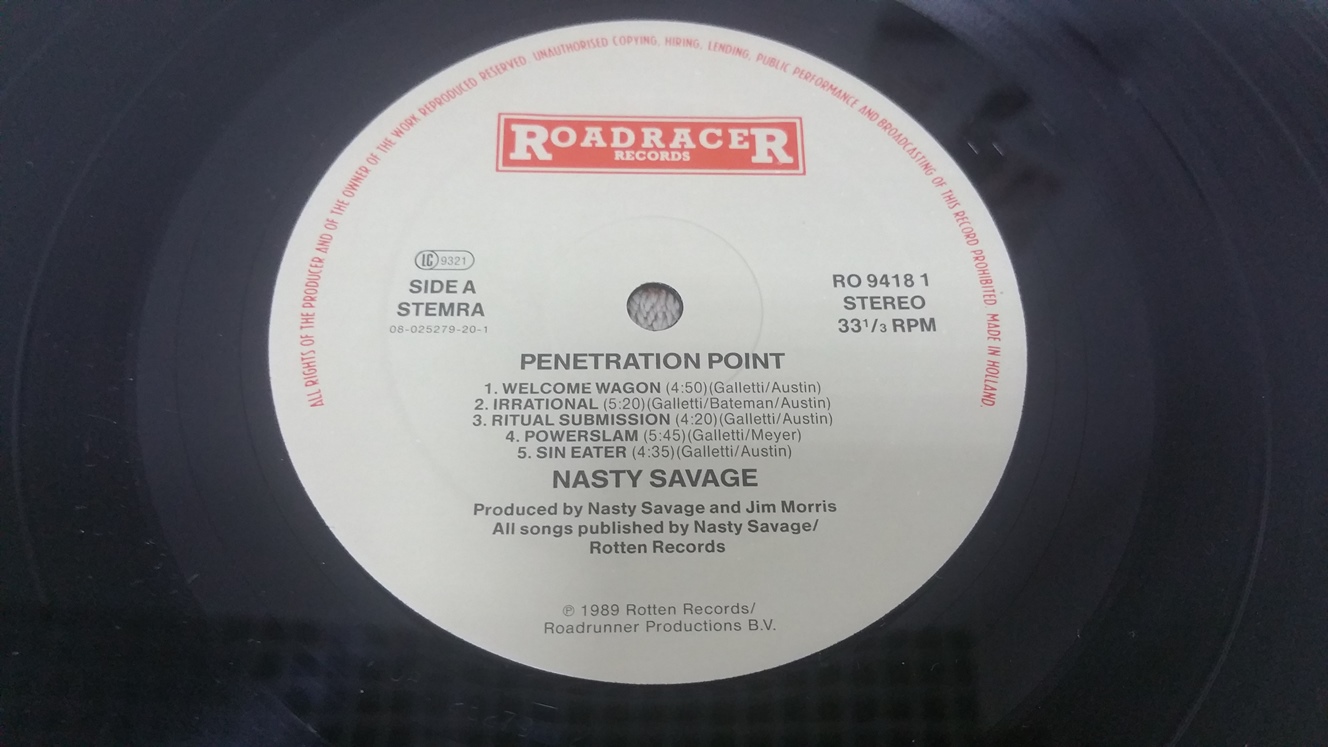 ALL RIGHTS OF THE PRODUCER AND OF THE OWNER OF THE WORK REPRODUCED RESERVED. UNAUTHORISED COPYING, HIRING, LENDING, PUBLIC PERFORMANCE AND BROADCASTING OF THIS RECORD PROHIBITED. MADE IN HOLLAND.
ROADRACER
RECORDS
LC 9321
SIDE A
STEMRA
08-025279-20-1
RO 9418 1
STEREO
33¹/₃ RPM
PENETRATION POINT
1. WELCOME WAGON (4:50)(Galletti/Austin)
2. IRRATIONAL (5:20)(Galletti/Bateman/Austin)
3. RITUAL SUBMISSION (4:20)(Galletti/Austin)
4. POWERSLAM (5:45)(Galletti/Meyer)
5. SIN EATER (4:35)(Galletti/Austin)
NASTY SAVAGE
Produced by Nasty Savage and Jim Morris
All songs published by Nasty Savage/
Rotten Records
℗ 1989 Rotten Records/
Roadrunner Productions B.V.